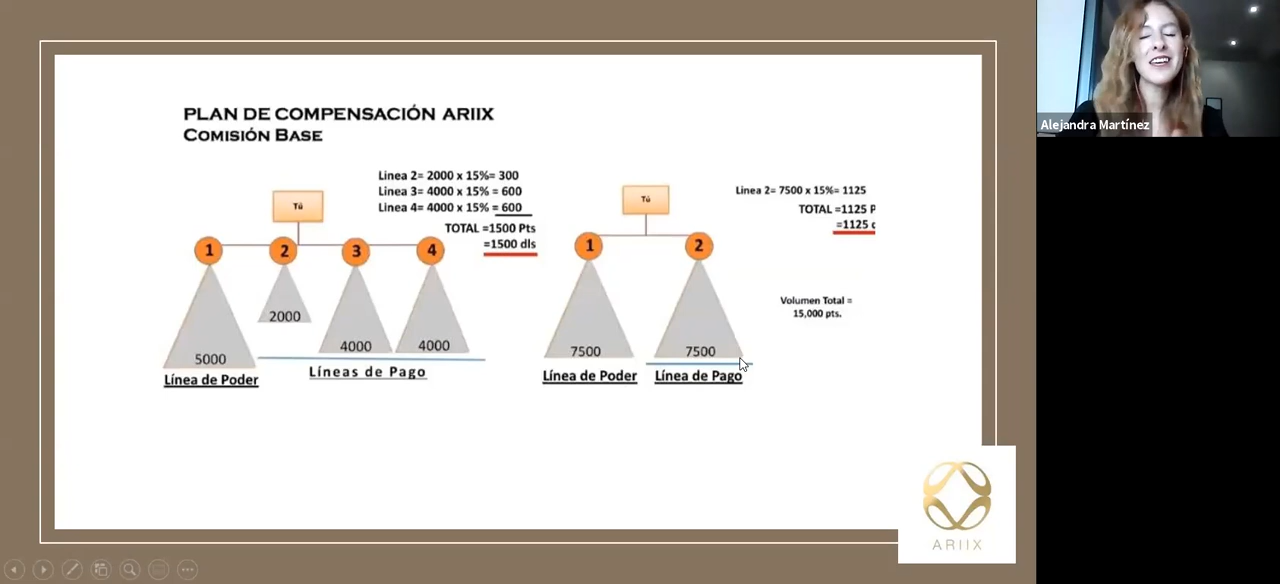 PLAN DE COMPENSACIÓN ARIIX
COMISIÓN BASE
Linea 2= 2000 x 15%= 300
Linea 3= 4000 x 15% = 600
Linea 4= 4000 x 15% = 600
TOTAL =1500 Pts
=1500 dls
Tú
1
2
3
4
5000
2000
4000
4000
Línea de Poder
Líneas de Pago
Linea 2= 7500 x 15%= 1125
TOTAL =1125 P
=1125 c
Tú
1
2
7500
7500
Línea de Poder
Línea de Pago
Volumen Total =
15,000 pts.
ARIIX
Alejandra Martínez